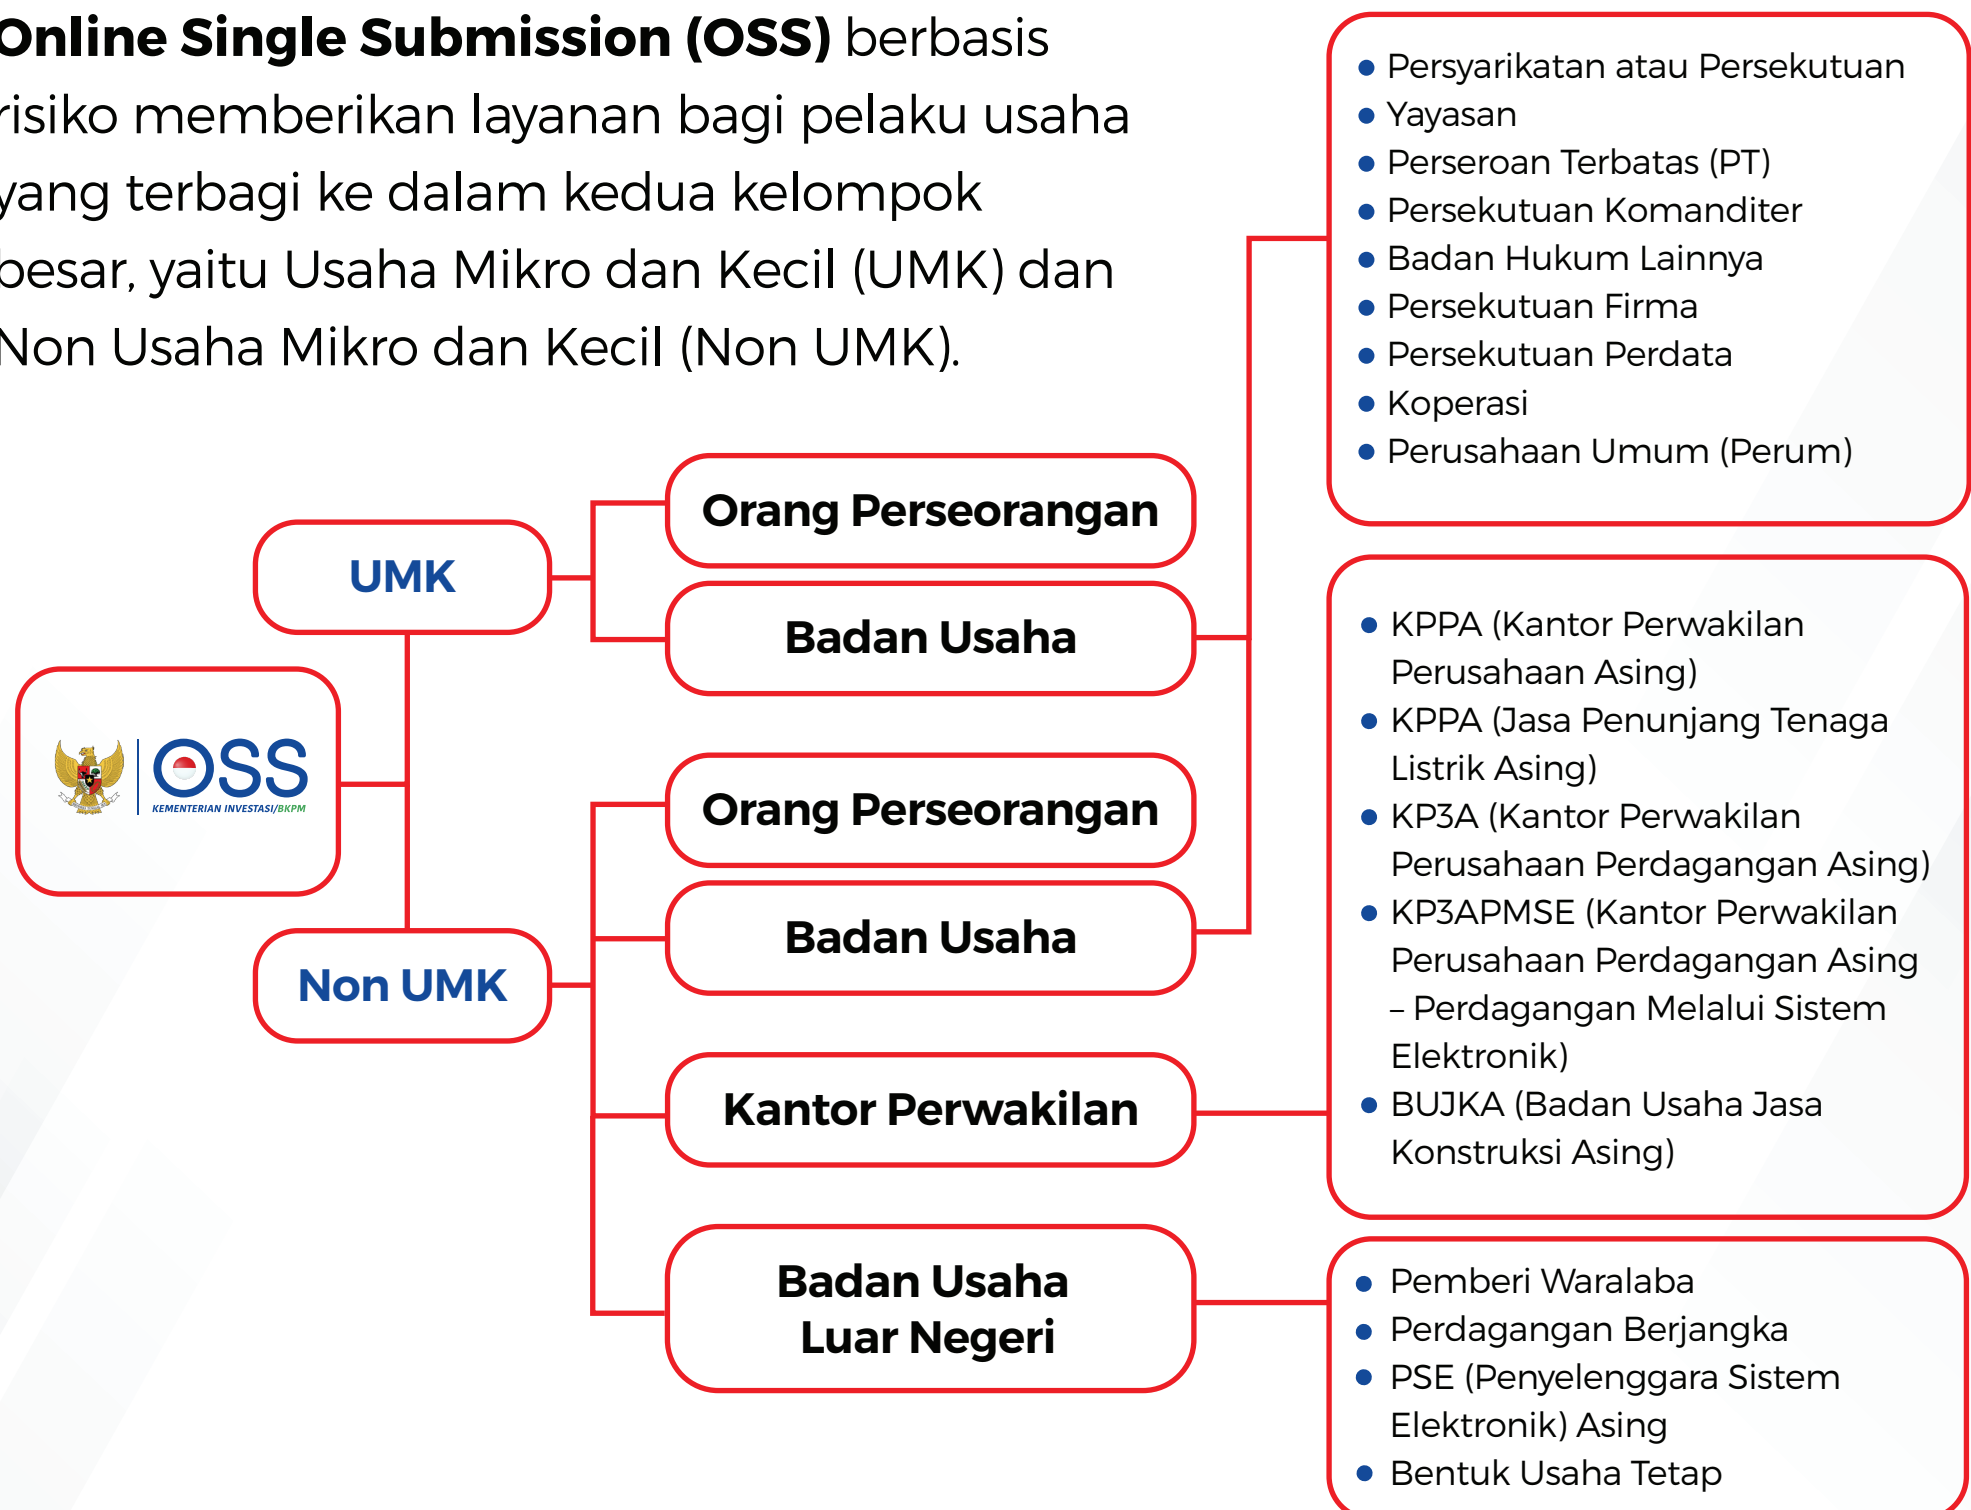 Online Single Submission (OSS) berbasis
risiko memberikan layanan bagi pelaku usaha
yang terbagi ke dalam kedua kelompok
besar, yaitu Usaha Mikro dan Kecil (UMK) dan
Non Usaha Mikro dan Kecil (Non UMK).
OSS
KEMENTERIAN INVESTASI/BKPM
UMK
Non UMK
Orang Perseorangan
Badan Usaha
Orang Perseorangan
Badan Usaha
Kantor Perwakilan
Badan Usaha
Luar Negeri
Persyarikatan atau Persekutuan
Yayasan
Perseroan Terbatas (PT)
Persekutuan Komanditer
Badan Hukum Lainnya
Persekutuan Firma
Persekutuan Perdata
Koperasi
Perusahaan Umum (Perum)
KPPA (Kantor Perwakilan
Perusahaan Asing)
KPPA (Jasa Penunjang Tenaga
Listrik Asing)
KP3A (Kantor Perwakilan
Perusahaan Perdagangan Asing)
KP3APMSE (Kantor Perwakilan
Perusahaan Perdagangan Asing
– Perdagangan Melalui Sistem
Elektronik)
BUJKA (Badan Usaha Jasa
Konstruksi Asing)
Pemberi Waralaba
Perdagangan Berjangka
PSE (Penyelenggara Sistem
Elektronik) Asing
Bentuk Usaha Tetap